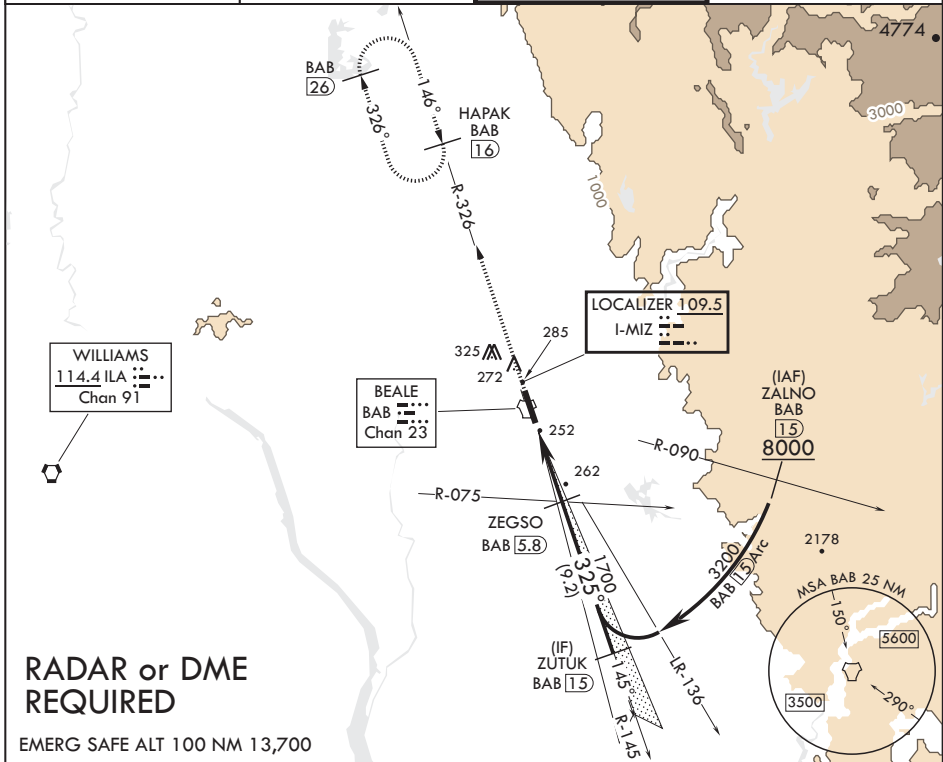 4774
3000
1000
BAB
26
146°
326°
HAPAK
BAB
16
R-326
LOCALIZER 109.5
I-MIZ
285
325
272
WILLIAMS
114.4 ILA
Chan 91
BEALE
BAB
Chan 23
252
262
(IAF)
ZALNO
BAB
15
8000
R-090
R-075
ZEGSO
BAB 5.8
2178
3200
BAB 15 Arc
1700
325°
(9.2)
(IF)
ZUTUK
BAB 15
145°
R-145
LR-136
MSA BAB 25 NM
150°
5600
3500
290°
RADAR or DME
REQUIRED
EMERG SAFE ALT 100 NM 13,700